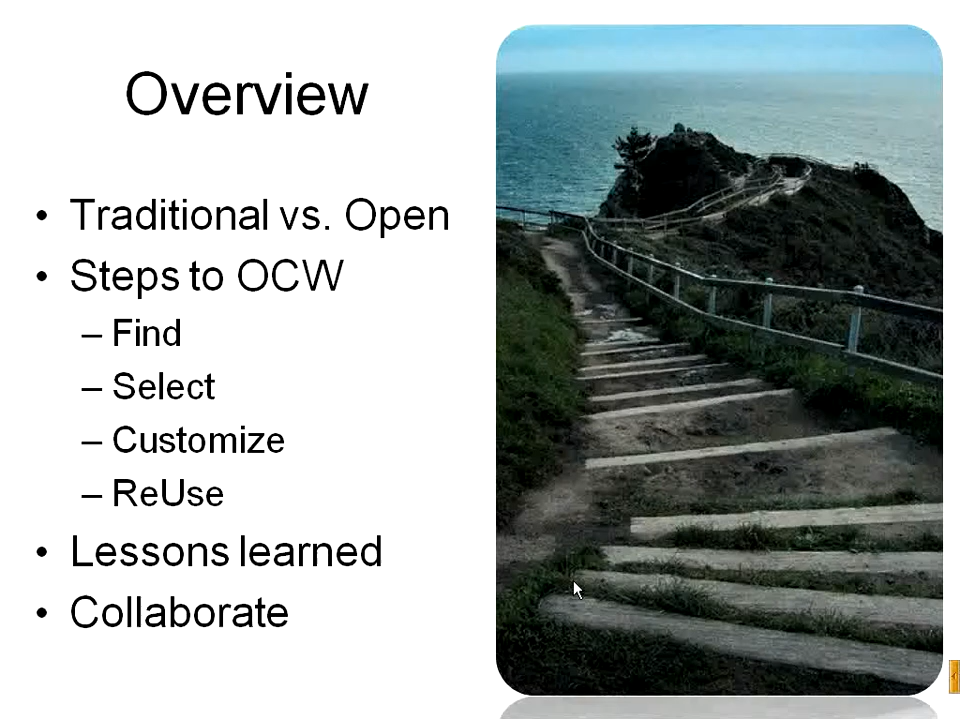 Overview
• Traditional vs. Open
• Steps to OCW
– Find
– Select
– Customize
– ReUse
• Lessons learned
• Collaborate